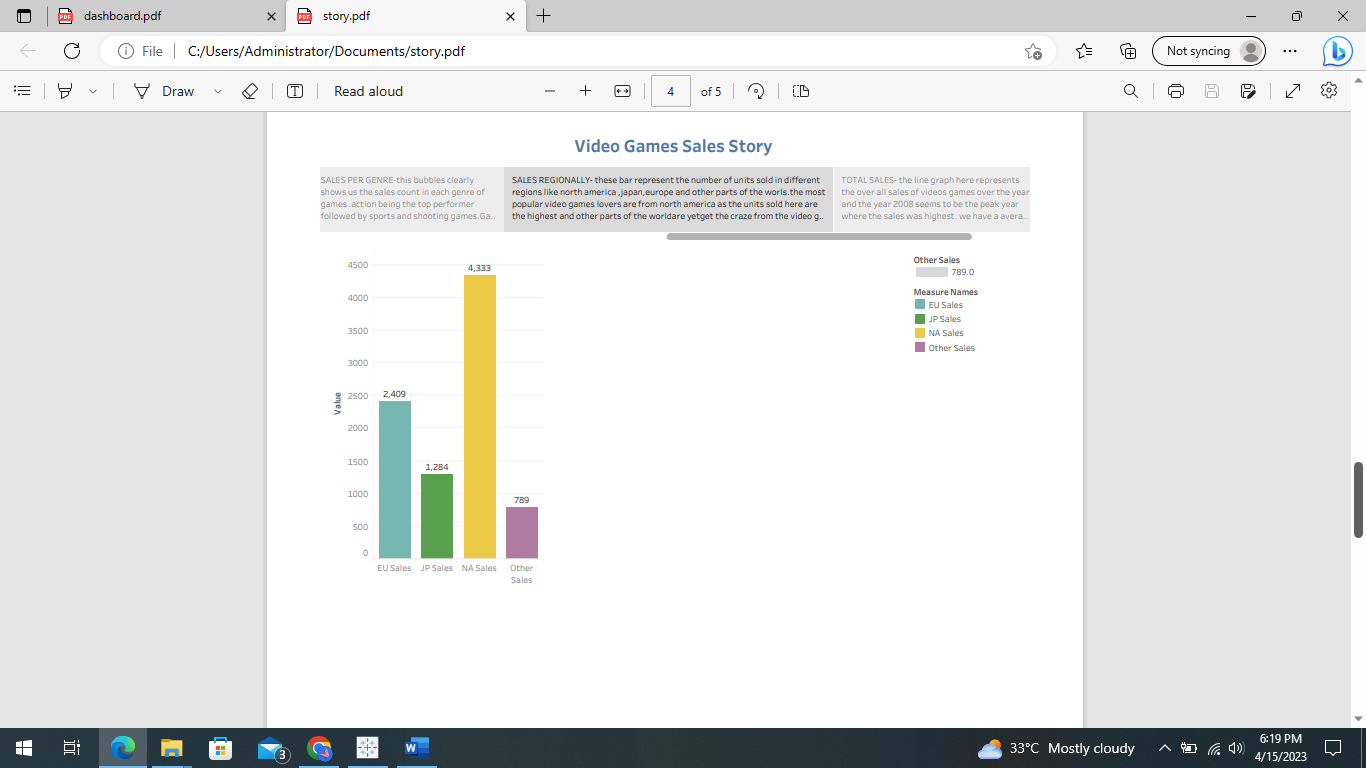 dashboard.pdf
story.pdf
File
C:/Users/Administrator/Documents/story.pdf
Not syncing
Draw
Read aloud
4 of 5
Video Games Sales Story
SALES PER GENRE-this bubbles clearly
shows us the sales count in each genre of
games .action being the top performer
followed by sports and shooting games.Ga..
SALES REGIONALLY- these bar represent the number of units sold in different
regions like north america ,japan,europe and other parts of the worls.the most
popular video games lovers are from north america as the units sold here are
the highest and other parts of the worldare yetget the craze from the video g..
TOTAL SALES- the line graph here represents
the over all sales of videos games over the year
and the year 2008 seems to be the peak year
where the sales was highest. we have a avera..
Other Sales
789.0
Measure Names
EU Sales
JP Sales
NA Sales
Other Sales
Value
4500
4000
3500
3000
2500
2000
1500
1000
500
0
2,409
1,284
4,333
789
EU Sales
JP Sales
NA Sales
Other
Sales
3
33°C Mostly cloudy
6:19 PM
4/15/2023